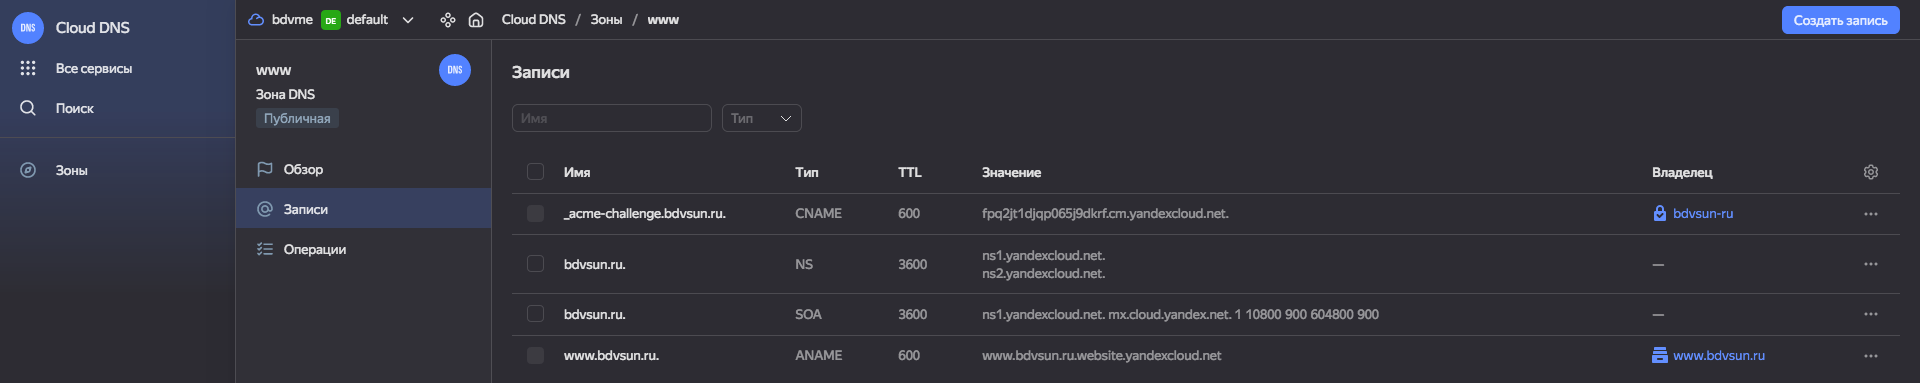 DNS Cloud DNS
Все сервисы
Поиск
Зоны
bdvme DE default Cloud DNS / Зоны / www Создать запись
www DNS
Зона DNS
Публичная
Обзор
Записи
Операции
Записи
Имя Тип
Имя Тип TTL Значение Владелец
_acme-challenge.bdvsun.ru. CNAME 600 fpq2jt1djqp065j9dkrf.cm.yandexcloud.net. bdvsun-ru
bdvsun.ru. NS 3600 ns1.yandexcloud.net. —
ns2.yandexcloud.net.
bdvsun.ru. SOA 3600 ns1.yandexcloud.net. mx.cloud.yandex.net. 1 10800 900 604800 900 —
www.bdvsun.ru. ANAME 600 www.bdvsun.ru.website.yandexcloud.net www.bdvsun.ru